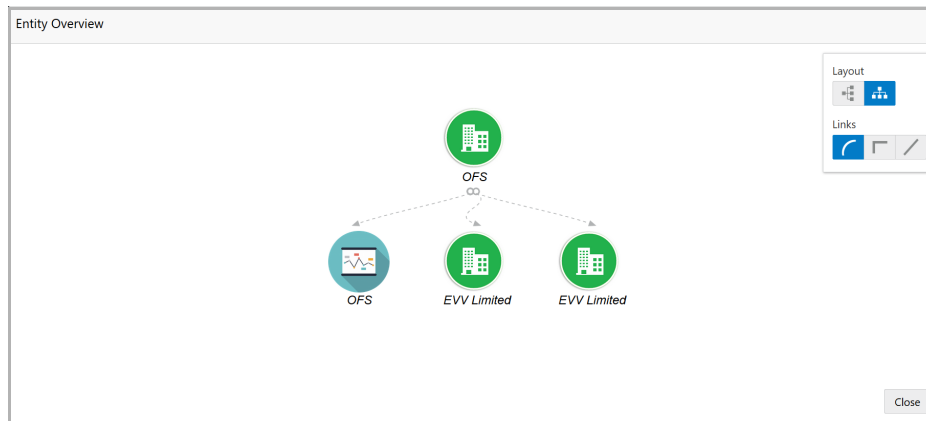 Entity Overview
Layout
Links
OFS
OFS
EVV Limited
EVV Limited
Close